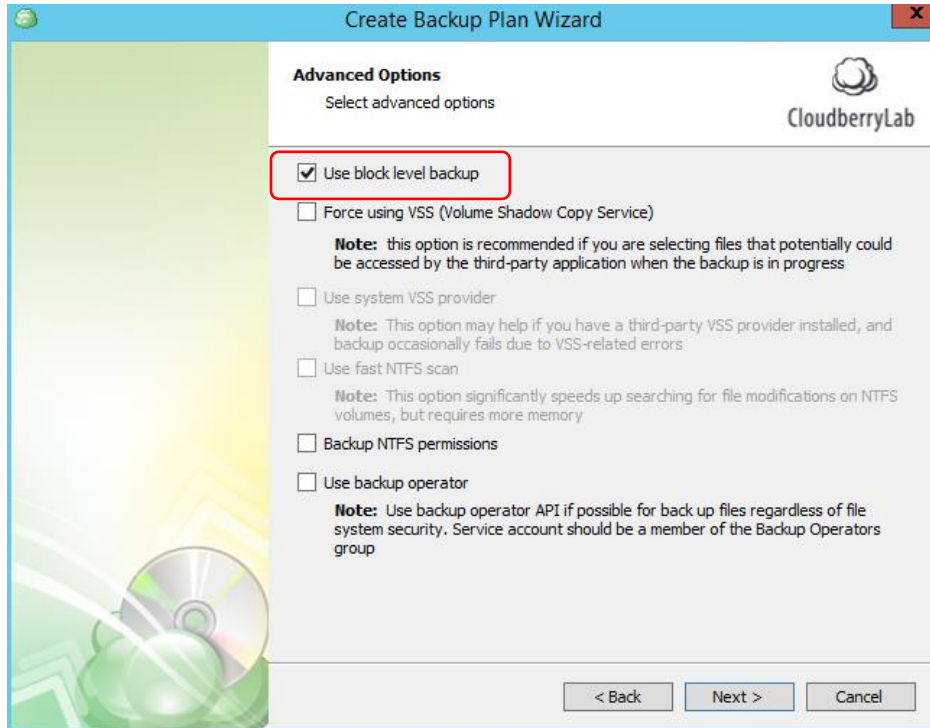 Create Backup Plan Wizard
x
Advanced Options
Select advanced options
CloudberryLab
Use block level backup
Force using VSS (Volume Shadow Copy Service)
Note: this option is recommended if you are selecting files that potentially could
be accessed by the third-party application when the backup is in progress
Use system VSS provider
Note: This option may help if you have a third-party VSS provider installed, and
backup occasionally fails due to VSS-related errors
Use fast NTFS scan
Note: This option significantly speeds up searching for file modifications on NTFS
volumes, but requires more memory
Backup NTFS permissions
Use backup operator
Note: Use backup operator API if possible for back up files regardless of file
system security. Service account should be a member of the Backup Operators
group
< Back Next > Cancel